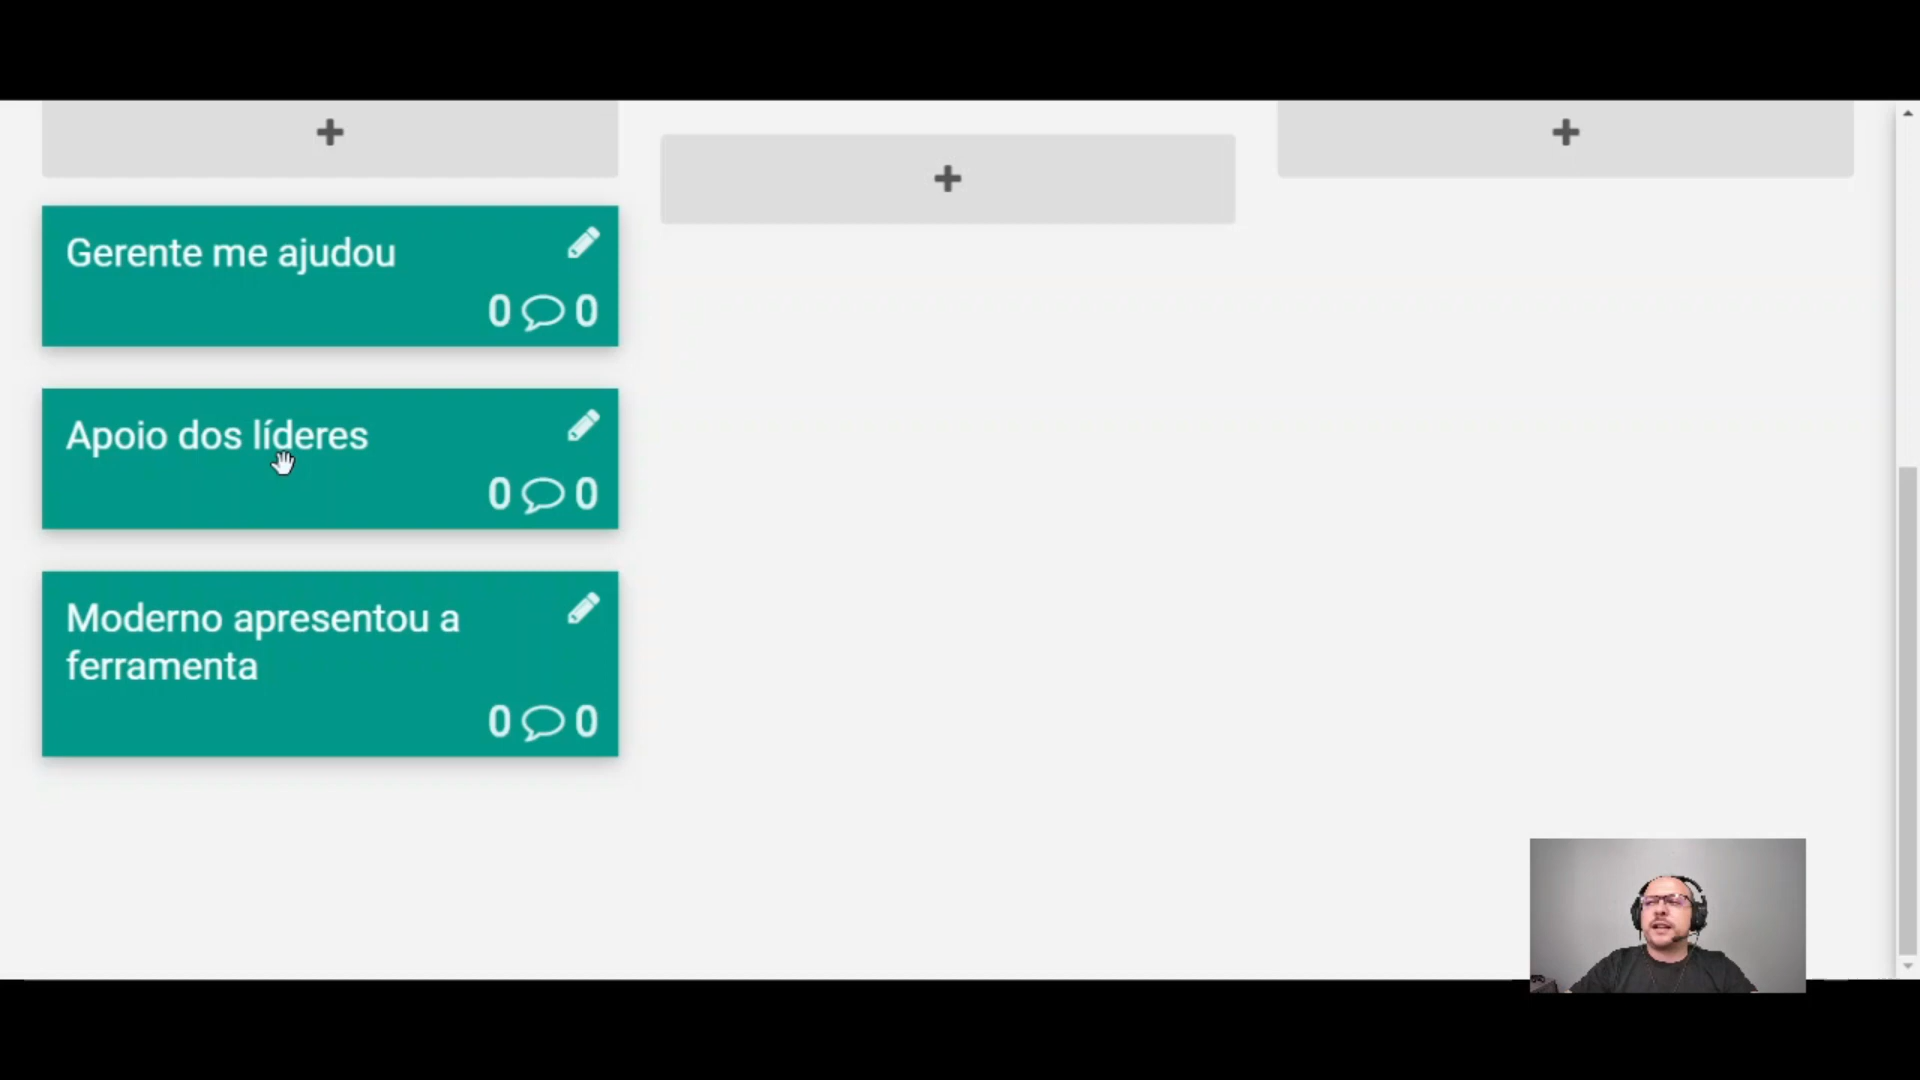 +
+
+
Gerente me ajudou
0 0
Apoio dos líderes
0 0
Moderno apresentou a
ferramenta
0 0